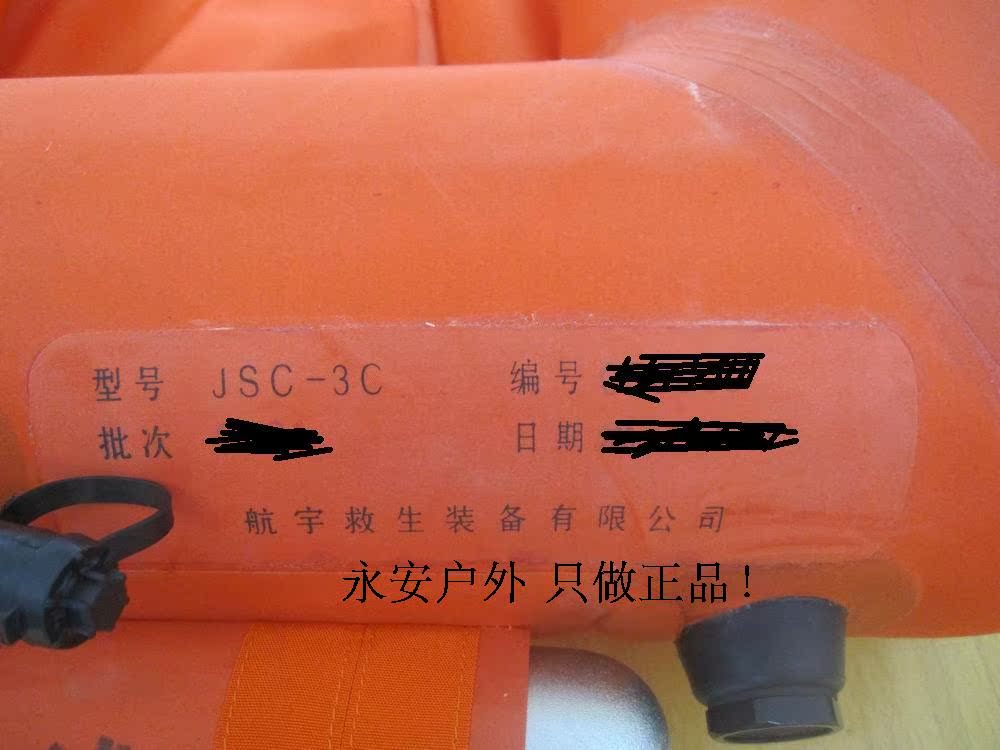 型号 JSC-3C 编号
批次 日期
航宇救生装备有限公司
永安户外 只做正品!